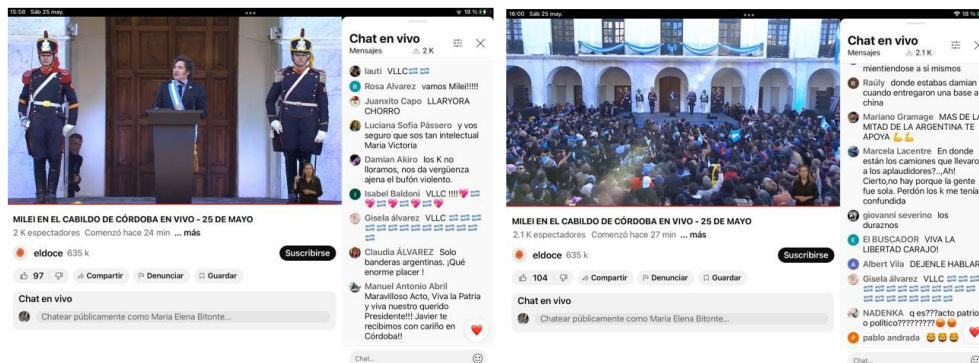 15:58 Sáb 25 may.
18 %
Chat en vivo
Mensajes 2 K
lauti VLLC
Rosa Alvarez vamos Milei!!!!!
Juanxito Capo LLARYORA
CHORRO
Luciana Sofia Pássero y vos
seguro que sos tan intelectual
Maria Victoria
Damian Akiro los K no
lloramos, nos da vergüenza
ajena el bufón violento.
Isabel Baldoni VLLC !!!!
Gisela álvarez VLLC
Claudia ÁLVAREZ Solo
banderas argentinas. ¡Qué
enorme placer !
Manuel Antonio Abril
Maravilloso Acto, Viva la Patria
y viva nuestro querido
Presidente!!! Javier te
recibimos con cariño en
Córdoba!!
Chat...
MILEI EN EL CABILDO DE CÓRDOBA EN VIVO - 25 DE MAYO
2 K espectadores Comenzó hace 24 min ... más
eldoce 635 k
Suscribirse
97 Compartir Denunciar Guardar
Chat en vivo
Chatear públicamente como Maria Elena Bitonte...
16:00 Sáb 25 may.
18 %
Chat en vivo
Mensajes 2.1 K
mientiendose a si mismos
Raúly donde estabas damian
cuando entregaron una base a
china
Mariano Gramage MAS DE LA
MITAD DE LA ARGENTINA TE
APOYA
Marcela Lacentre En donde
están los camiones que llevaron
a los aplaudidores?..,Ah!
Cierto,no hay porque la gente
fue sola. Perdón los k me tenían
confundida
giovanni severino los
duraznos
El BUSCADOR VIVA LA
LIBERTAD CARAJO!
Albert Vila DEJENLE HABLAR
Gisela álvarez VLLC
NADENKA q es???acto patrio
o político?????????
pablo andrada
Chat...
MILEI EN EL CABILDO DE CÓRDOBA EN VIVO - 25 DE MAYO
2.1 K espectadores Comenzó hace 27 min ... más
eldoce 635 k
Suscribirse
104 Compartir Denunciar Guardar
Chat en vivo
Chatear públicamente como Maria Elena Bitonte...